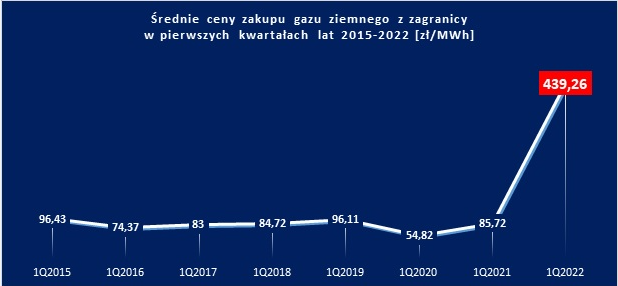 Średnie ceny zakupu gazu ziemnego z zagranicy
w pierwszych kwartałach lat 2015-2022 [zł/MWh]
439,26
96,43
74,37
83
84,72
96,11
54,82
85,72
1Q2015 1Q2016 1Q2017 1Q2018 1Q2019 1Q2020 1Q2021 1Q2022